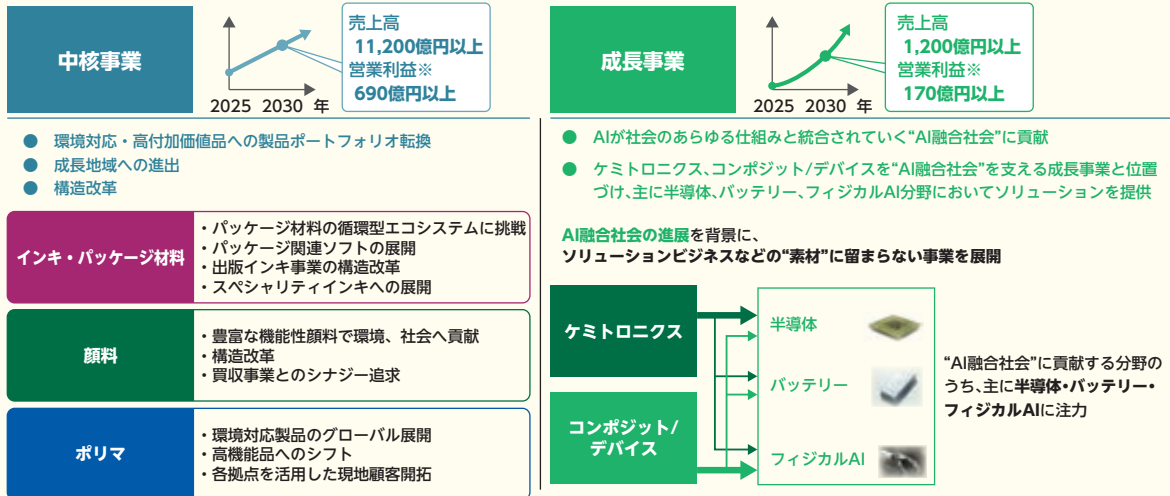 中核事業
売上高
11,200億円以上
営業利益※
690億円以上
2025 2030 年
● 環境対応・高付加価値品への製品ポートフォリオ転換
● 成長地域への進出
● 構造改革
インキ・パッケージ材料
・パッケージ材料の循環型エコシステムに挑戦
・パッケージ関連ソフトの展開
・出版インキ事業の構造改革
・スペシャリティインキへの展開
顔料
・豊富な機能性顔料で環境、社会へ貢献
・構造改革
・買収事業とのシナジー追求
ポリマ
・環境対応製品のグローバル展開
・高機能品へのシフト
・各拠点を活用した現地顧客開拓
成長事業
売上高
1,200億円以上
営業利益※
170億円以上
2025 2030 年
● AIが社会のあらゆる仕組みと統合されていく“AI融合社会”に貢献
● ケミトロニクス、コンポジット/デバイスを“AI融合社会”を支える成長事業と位置
づけ、主に半導体、バッテリー、フィジカルAI分野においてソリューションを提供
AI融合社会の進展を背景に、
ソリューションビジネスなどの“素材”に留まらない事業を展開
ケミトロニクス
コンポジット/
デバイス
半導体
バッテリー
フィジカルAI
“AI融合社会”に貢献する分野の
うち、主に半導体・バッテリー・
フィジカルAIに注力